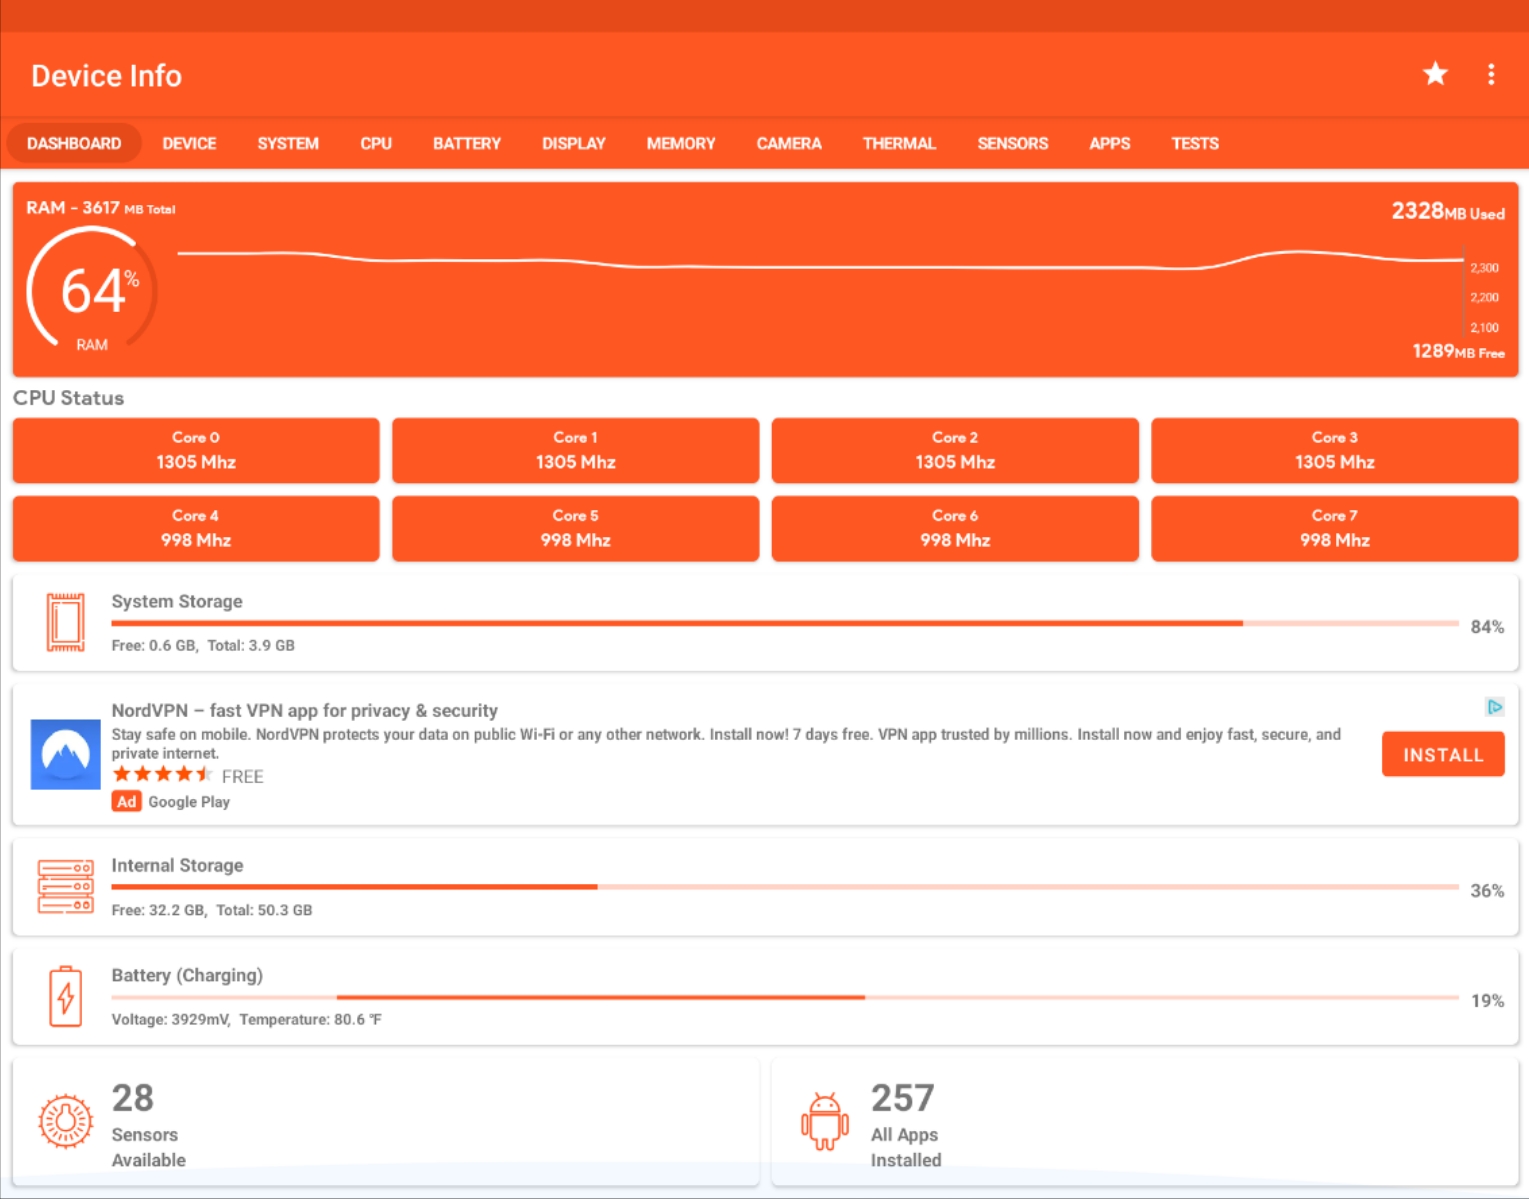 Device Info
DASHBOARD DEVICE SYSTEM CPU BATTERY DISPLAY MEMORY CAMERA THERMAL SENSORS APPS TESTS
RAM - 3617 MB Total
2328MB Used
64%
RAM
2,300
2,200
2,100
1289MB Free
CPU Status
Core 0
1305 Mhz
Core 1
1305 Mhz
Core 2
1305 Mhz
Core 3
1305 Mhz
Core 4
998 Mhz
Core 5
998 Mhz
Core 6
998 Mhz
Core 7
998 Mhz
System Storage
84%
Free: 0.6 GB, Total: 3.9 GB
NordVPN – fast VPN app for privacy & security
Stay safe on mobile. NordVPN protects your data on public Wi-Fi or any other network. Install now! 7 days free. VPN app trusted by millions. Install now and enjoy fast, secure, and
private internet.
FREE
Ad Google Play
INSTALL
Internal Storage
36%
Free: 32.2 GB, Total: 50.3 GB
Battery (Charging)
19%
Voltage: 3929mV, Temperature: 80.6 °F
28
Sensors
Available
257
All Apps
Installed